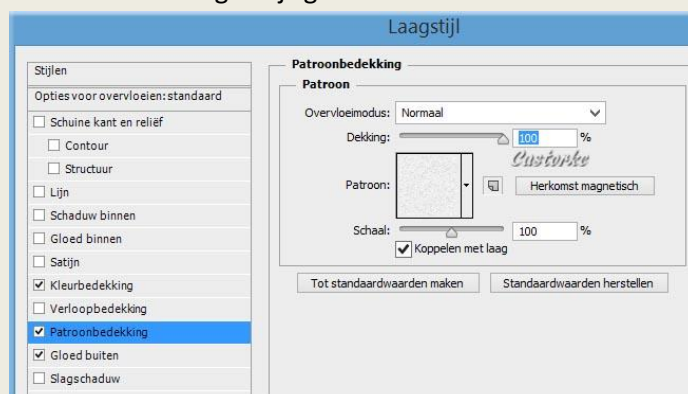 Laagstijl
Stijlen
Opties voor overvloeien: standaard
Schuine kant en reliëf
Contour
Structuur
Lijn
Schaduw binnen
Gloed binnen
Satijn
Kleurbedekking
Verloopbedekking
Patroonbedekking
Gloed buiten
Slagschaduw
Patroonbedekking
Patroon
Overvloeimodus: Normaal
Dekking: 100 %
Custorke
Patroon: Herkomst magnetisch
Schaal: 100 %
Koppelen met laag
Tot standaardwaarden maken Standaardwaarden herstellen